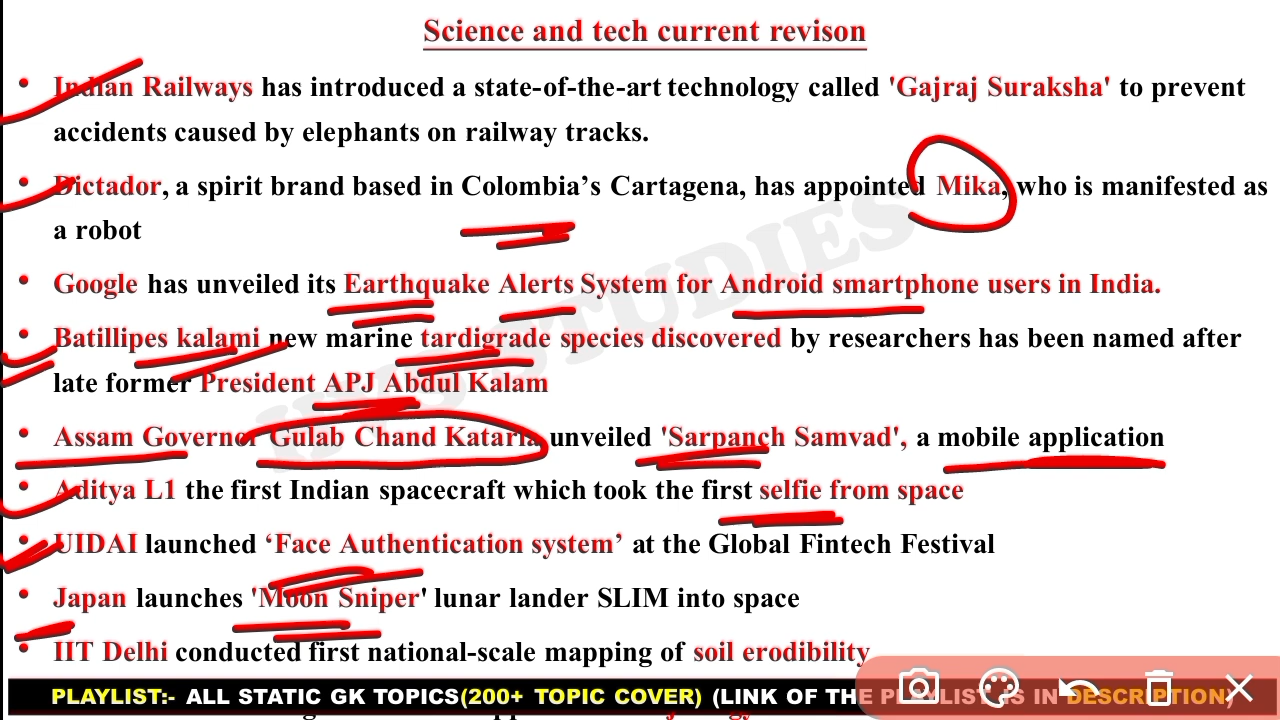 Science and tech current revison
• Indian Railways has introduced a state-of-the-art technology called 'Gajraj Suraksha' to prevent
accidents caused by elephants on railway tracks.
• Dictador, a spirit brand based in Colombia’s Cartagena, has appointed Mika, who is manifested as
a robot
• Google has unveiled its Earthquake Alerts System for Android smartphone users in India.
• Batillipes kalami new marine tardigrade species discovered by researchers has been named after
late former President APJ Abdul Kalam
• Assam Governor Gulab Chand Kataria unveiled 'Sarpanch Samvad', a mobile application
• Aditya L1 the first Indian spacecraft which took the first selfie from space
• UIDAI launched ‘Face Authentication system’ at the Global Fintech Festival
• Japan launches 'Moon Sniper' lunar lander SLIM into space
• IIT Delhi conducted first national-scale mapping of soil erodibility
PLAYLIST:- ALL STATIC GK TOPICS(200+ TOPIC COVER) (LINK OF THE PLAYLIST IS IN DESCRIPTION)
STUDIES